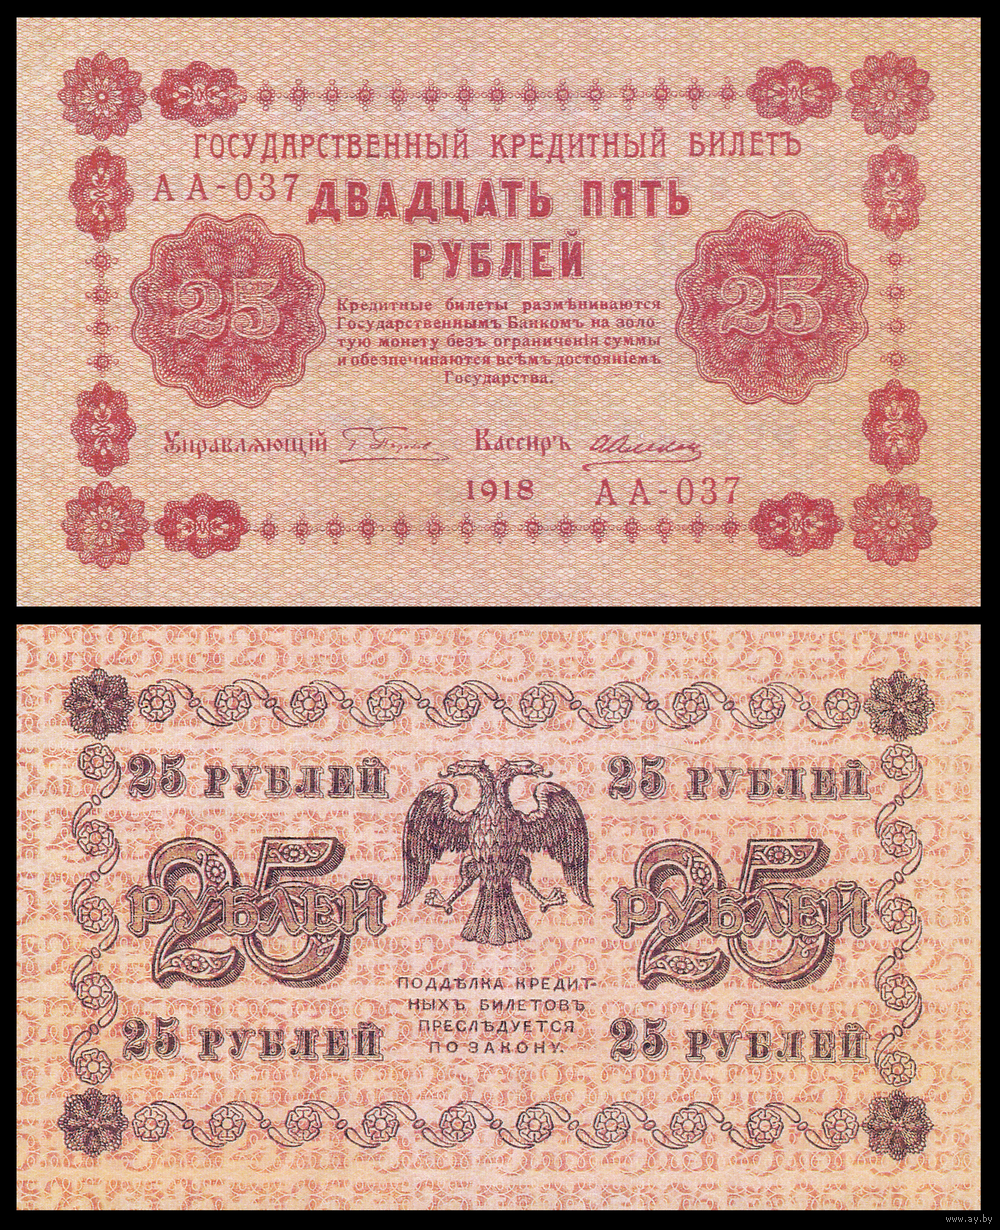 ГОСУДАРСТВЕННЫЙ КРЕДИТНЫЙ БИЛЕТЪ
АА-037
ДВАДЦАТЬ ПЯТЬ
РУБЛЕЙ
25
25
Кредитные билеты размѣниваются
Государственнымъ Банкомъ на золо-
тую монету безъ ограниченія суммы
и обезпечиваются всѣмъ достояніемъ
Государства.
Управляющій
Кассиръ
1918
АА-037
25 РУБЛЕЙ
25 РУБЛЕЙ
25
РУБЛЕЙ
25
РУБЛЕЙ
ПОДДѢЛКА КРЕДИТ-
НЫХЪ БИЛЕТОВЪ
ПРЕСЛѢДУЕТСЯ
ПО ЗАКОНУ.
25 РУБЛЕЙ
25 РУБЛЕЙ
www.ay.by